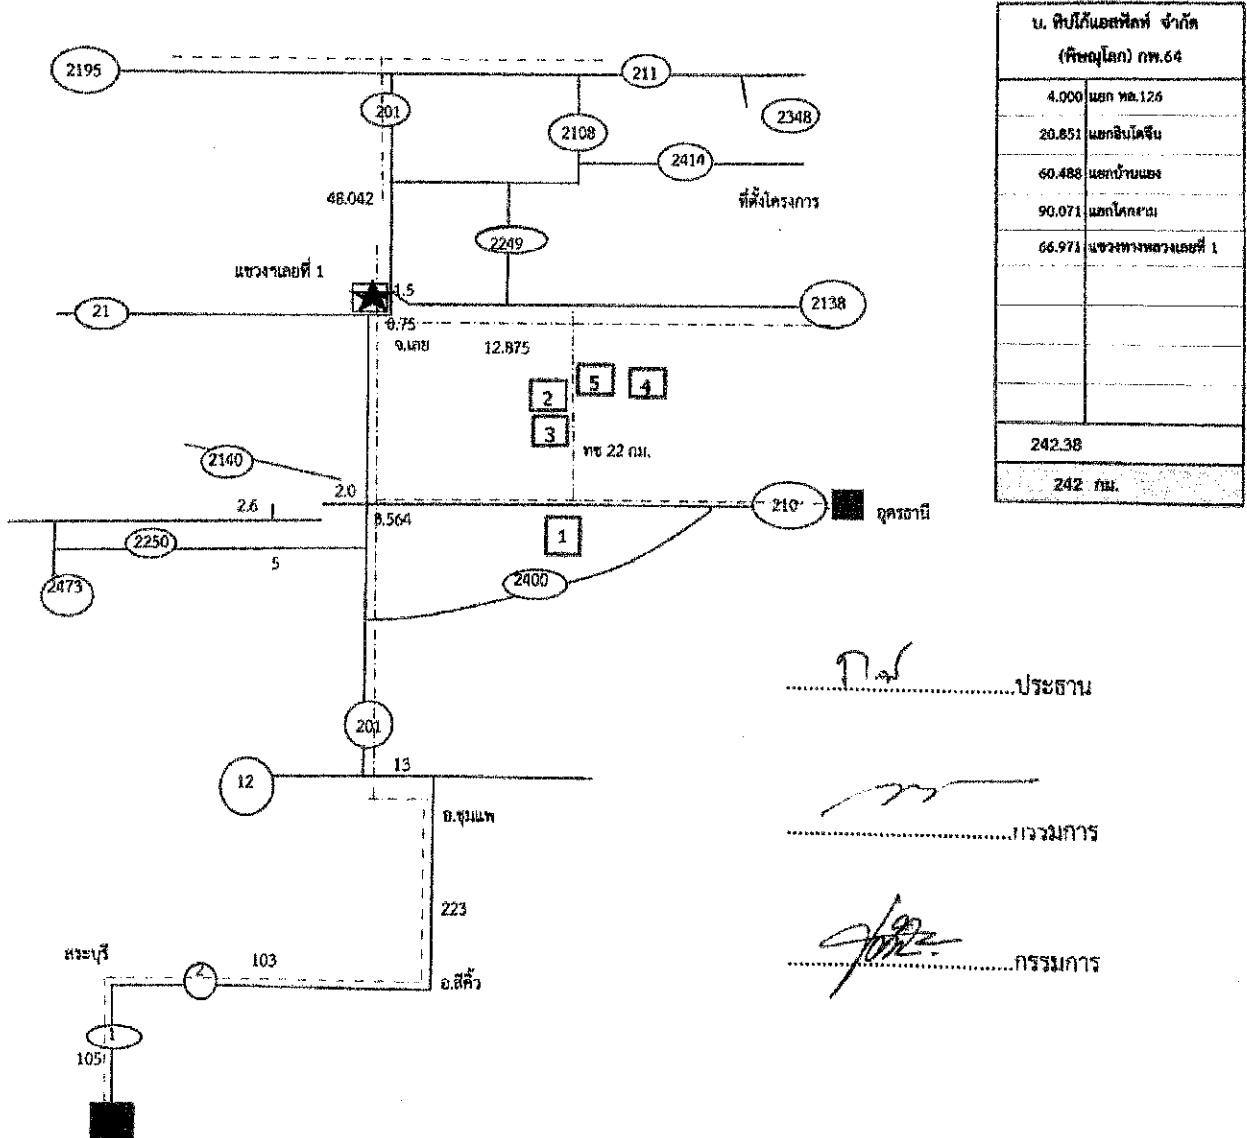 บ. ทิปโก้แอสฟัลท์ จำกัด
(พิษณุโลก) กพ.64
4.000 แยก ทล.126
20.851 แยกอินโดจีน
60.488 แยกบ้านแยง
90.071 แยกโคกงาม
66.971 แขวงทางหลวงเลยที่ 1
242.38
242 กม.
2195
211
201
2108
2348
2414
48.042
ที่ตั้งโครงการ
2249
แขวงฯเลยที่ 1
1.5
21
2138
0.75
จ.เลย
12.875
5
4
2
3
ทช 22 กม.
2140
2.0
210
อุดรธานี
2.6
8.564
1
2250
5
2473
2400
ประธาน
201
13
12
อ.ชุมแพ
กรรมการ
223
สระบุรี
103
2
อ.สีคิ้ว
กรรมการ
1
105